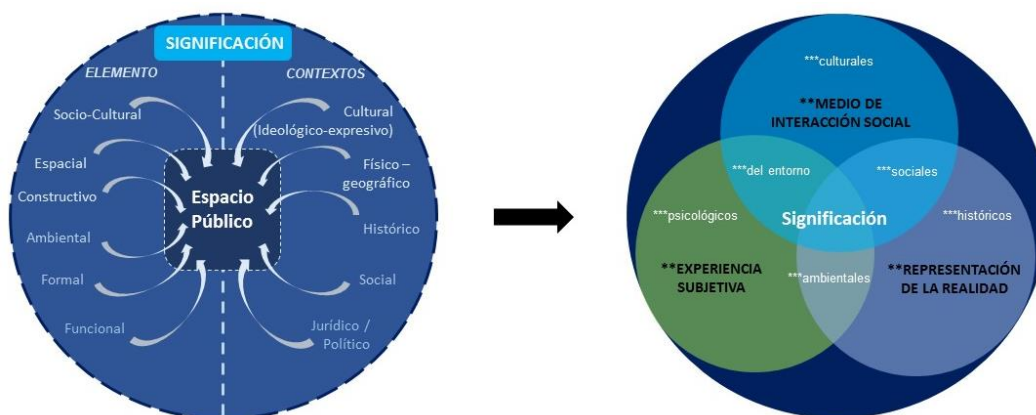 SIGNIFICACIÓN
ELEMENTO
CONTEXTOS
Socio-Cultural
Espacial
Constructivo
Ambiental
Formal
Funcional
Espacio
Público
Cultural
(Ideológico-expresivo)
Físico –
geográfico
Histórico
Social
Jurídico /
Político
***culturales
**MEDIO DE
INTERACCIÓN SOCIAL
***del entorno
***sociales
***psicológicos
Significación
***históricos
**EXPERIENCIA
SUBJETIVA
***ambientales
**REPRESENTACIÓN
DE LA REALIDAD